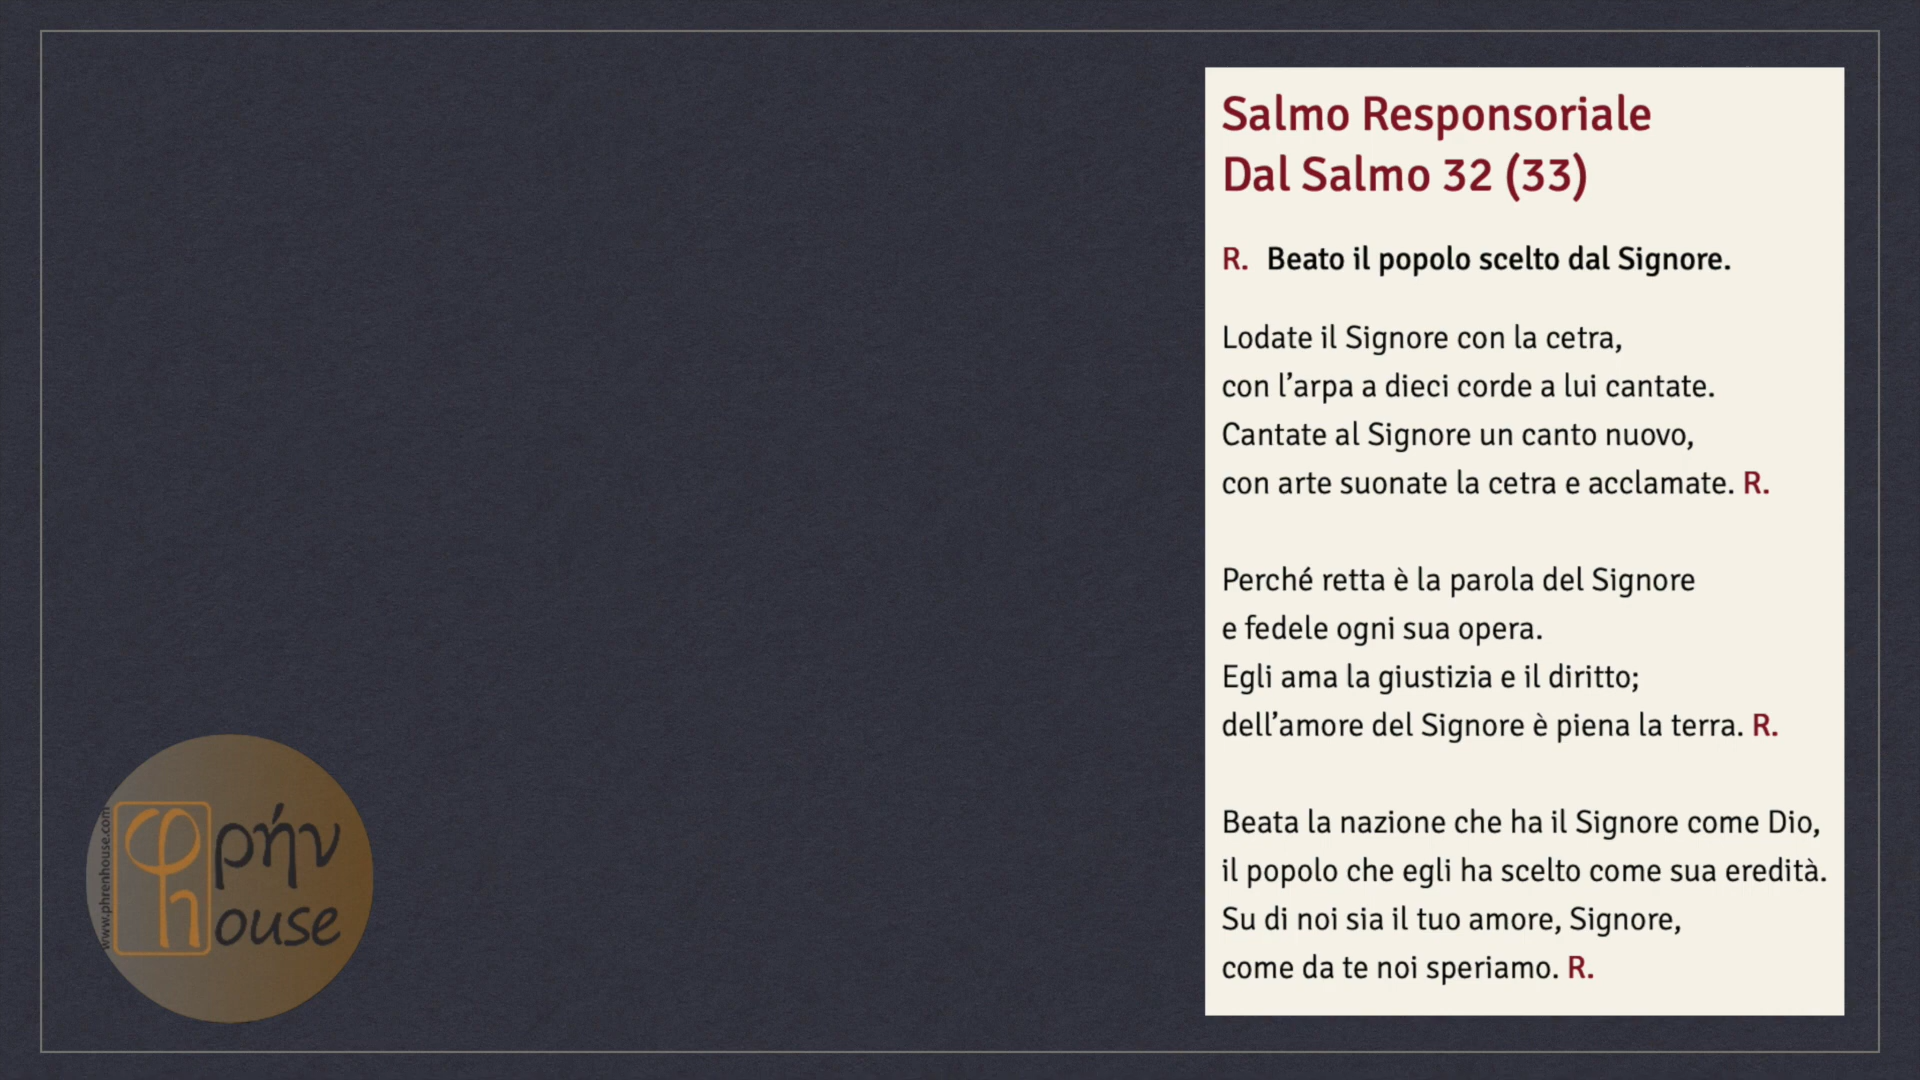 Salmo Responsoriale
Dal Salmo 32 (33)
R. Beato il popolo scelto dal Signore.
Lodate il Signore con la cetra,
con l’arpa a dieci corde a lui cantate.
Cantate al Signore un canto nuovo,
con arte suonate la cetra e acclamate. R.
Perché retta è la parola del Signore
e fedele ogni sua opera.
Egli ama la giustizia e il diritto;
dell’amore del Signore è piena la terra. R.
Beata la nazione che ha il Signore come Dio,
il popolo che egli ha scelto come sua eredità.
Su di noi sia il tuo amore, Signore,
come da te noi speriamo. R.
www.phrenhouse.com
φρήν
house